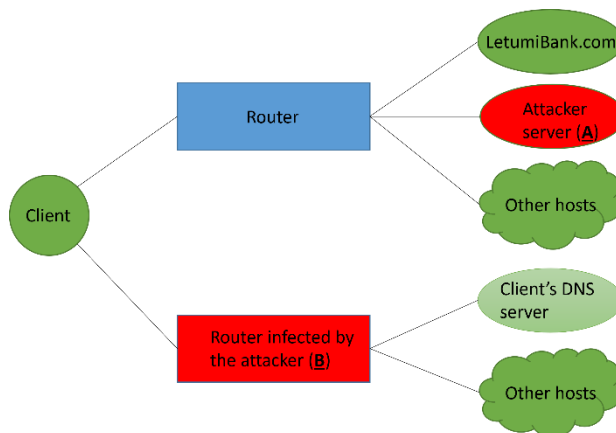 LetumiBank.com
Router
Attacker
server (A)
Client
Other hosts
Client's DNS
server
Router infected by
the attacker (B)
Other hosts